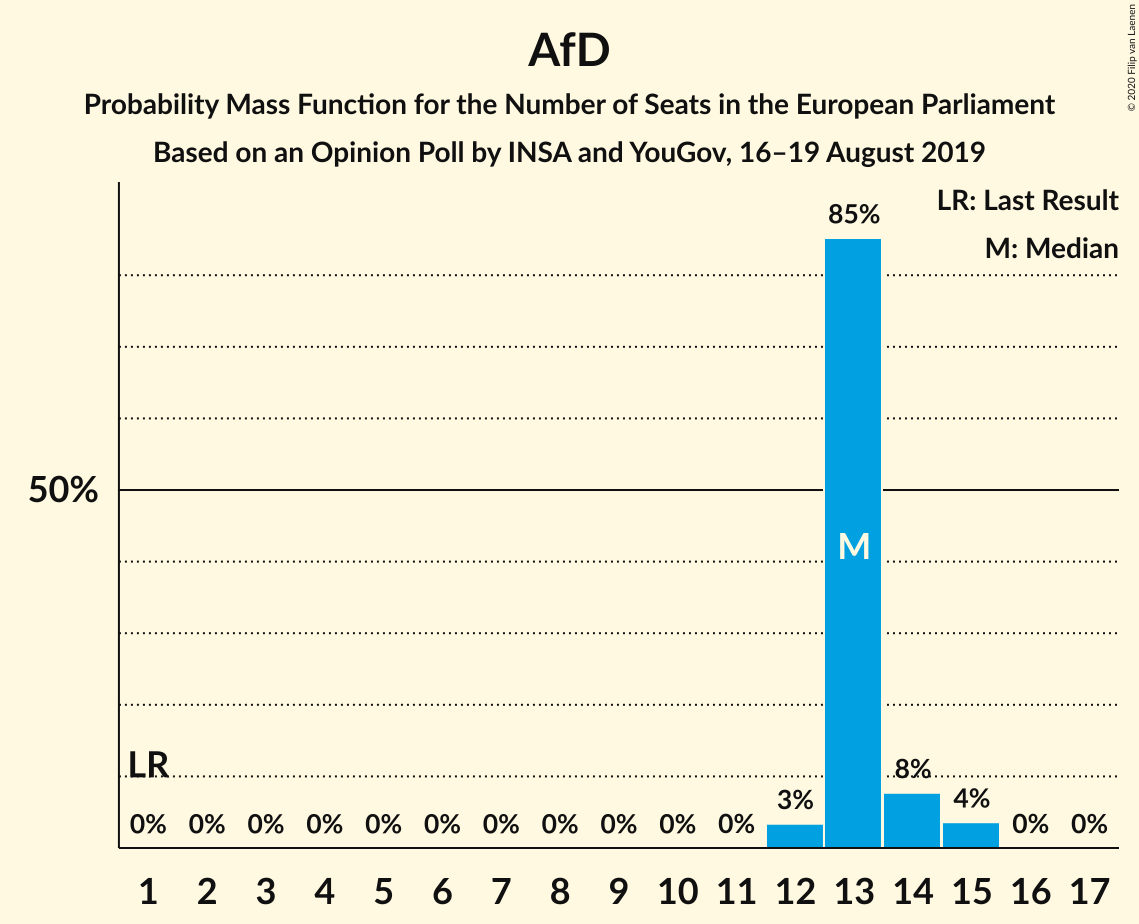 AfD
Probability Mass Function for the Number of Seats in the European Parliament
Based on an Opinion Poll by INSA and YouGov, 16–19 August 2019
© 2020 Filip van Laenen
LR: Last Result
M: Median
85%
50%
M
LR
8%
3% 4%
0% 0% 0% 0% 0% 0% 0% 0% 0% 0% 0% 0% 0%
1 2 3 4 5 6 7 8 9 10 11 12 13 14 15 16 17